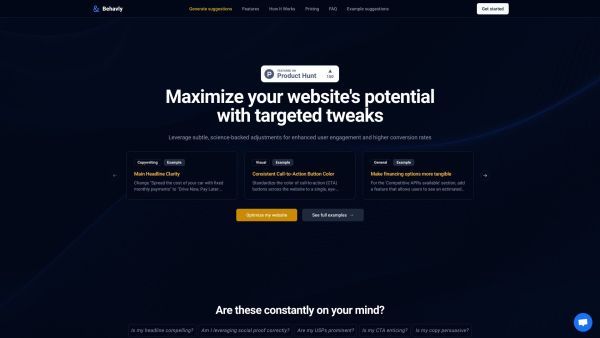 Behavly
Generate suggestions
Features
How It Works
Pricing
FAQ
Example suggestions
Get started
FEATURED ON
Product Hunt
Maximize your website's potential
with targeted tweaks
Leverage subtle, science-backed adjustments for enhanced user engagement and higher conversion rates
Copywriting Example
Main Headline Clarity
Change "Spread the cost of your car with fixed
monthly payments" to "Drive Now, Pay Later...
Visual Example
Consistent Call-to-Action Button Color
Standardize the color of call-to-action (CTA)
buttons across the website to a single, eye-...
General Example
Make financing options more tangible
For the 'Competitive APRs available' section, add
a feature that allows users to see an estimated...
Optimize my website
See full examples →
Are these constantly on your mind?
Is my headline compelling?
Am I leveraging social proof correctly?
Are my USPs prominent?
Is my CTA enticing?
Is my copy persuasive?